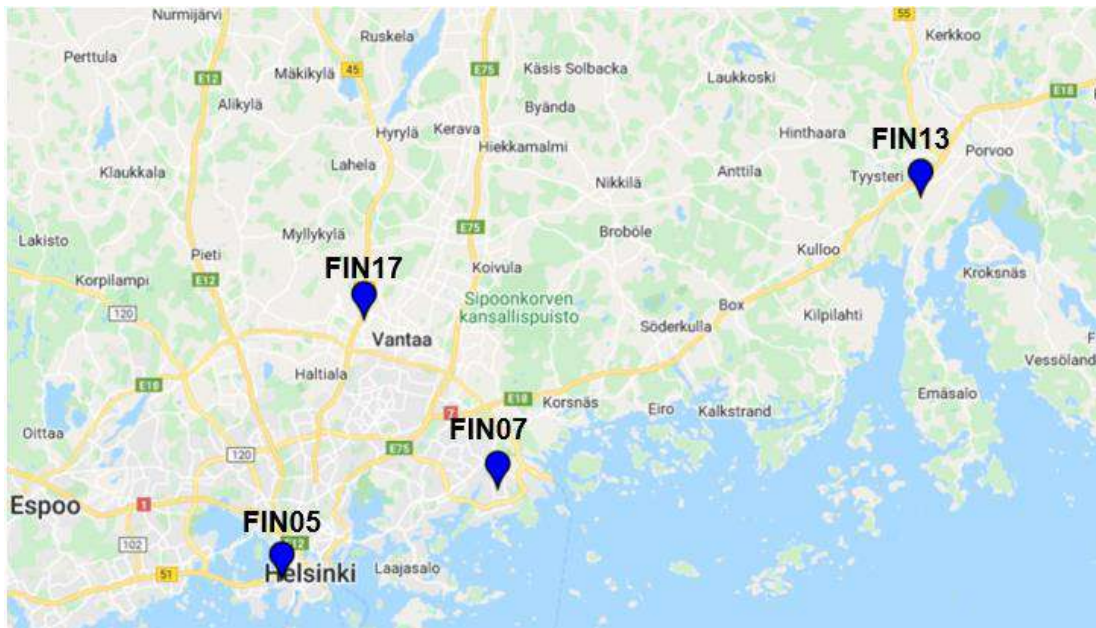 Nurmijärvi
55
Perttula
Ruskela
Kerkkoo
E12
Mäkikylä
45
E75
Käsis Solbacka
Laukkoski
E18
Alikylä
Byända
Hyrylä
Kerava
Hinthaara
FIN13
Hiekkamalmi
Porvoo
Klaukkala
Lahela
Nikkilä
Anttila
Tyysteri
E75
Lakisto
Myllykylä
Broböle
Pieti
Kulloo
FIN17
Koivula
Kroksnäs
Korpilampi
E12
Sipoonkorven
kansallispuisto
Box
120
Söderkulla
Kilpilahti
Vantaa
F
Haltiala
Vessöland
E18
Emäsalo
E18
Korsnäs
Eiro
Kalkstrand
7
FIN07
Oittaa
120
E75
Espoo
1
FIN05
E12
102
51
Helsinki
Laajasalo